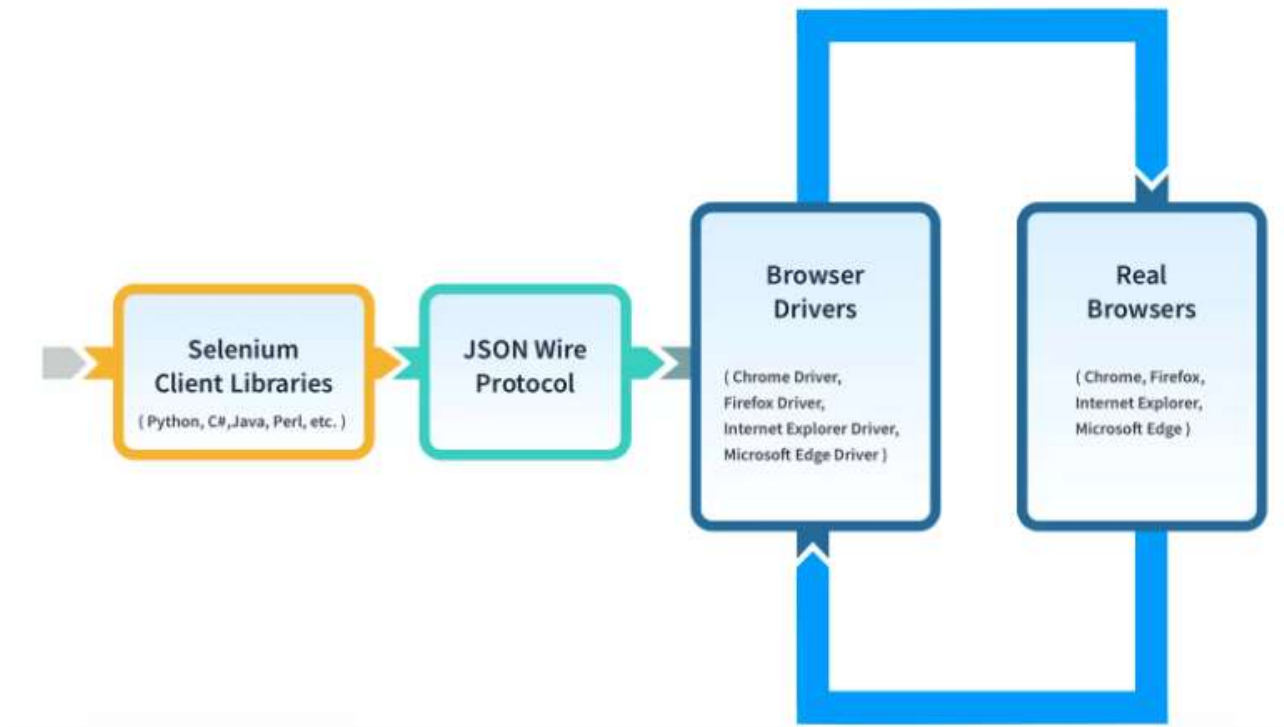 Selenium
Client Libraries
( Python, C#,Java, Perl, etc. )
JSON Wire
Protocol
Browser
Drivers
( Chrome Driver,
Firefox Driver,
Internet Explorer Driver,
Microsoft Edge Driver )
Real
Browsers
( Chrome, Firefox,
Internet Explorer,
Microsoft Edge )